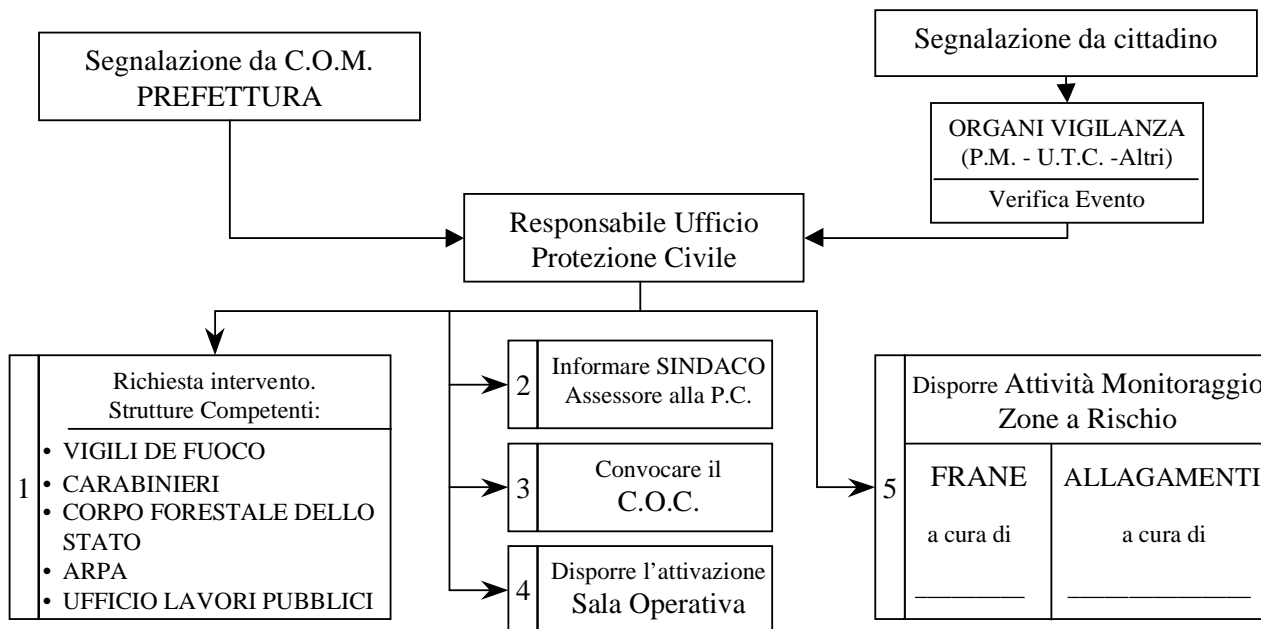 Segnalazione da C.O.M.
PREFETTURA
Segnalazione da cittadino
ORGANI VIGILANZA
(P.M. - U.T.C. -Altri)
Verifica Evento
Responsabile Ufficio
Protezione Civile
1
Richiesta intervento.
Strutture Competenti:
• VIGILI DE FUOCO
• CARABINIERI
• CORPO FORESTALE DELLO
STATO
• ARPA
• UFFICIO LAVORI PUBBLICI
2
Informare SINDACO
Assessore alla P.C.
3
Convocare il
C.O.C.
4
Disporre l’attivazione
Sala Operativa
5
Disporre Attività Monitoraggio
Zone a Rischio
FRANE
a cura di
_________
ALLAGAMENTI
a cura di
_______________